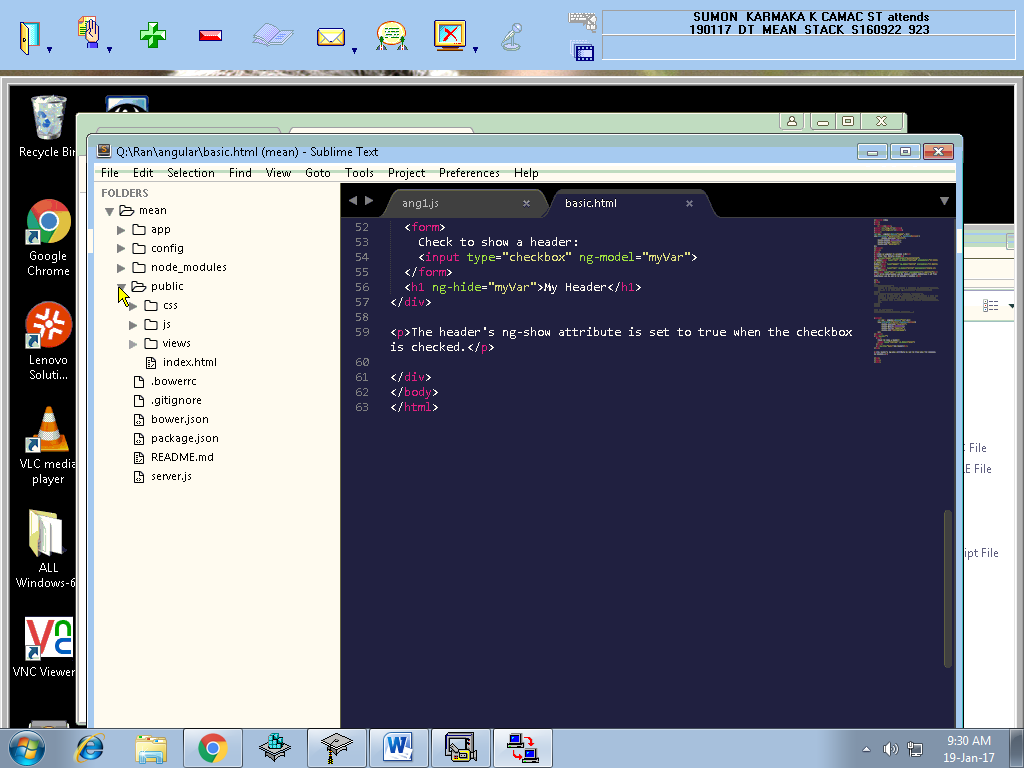 SUMON KARMAKA K CAMAC ST attends
190117 DT MEAN STACK S160922 923
Recycle Bin
Google
Chrome
Lenovo
Soluti...
VLC media
player
ALL
Windows-6
VNC Viewer
Q:\Ran\angular\basic.html (mean) - Sublime Text
File Edit Selection Find View Goto Tools Project Preferences Help
FOLDERS
mean
app
config
node_modules
public
css
js
views
index.html
.bowerrc
.gitignore
bower.json
package.json
README.md
server.js
ang1.js
basic.html
52 <form>
53 Check to show a header:
54 <input type="checkbox" ng-model="myVar">
55 </form>
56 <h1 ng-hide="myVar">My Header</h1>
57 </div>
58
59 <p>The header's ng-show attribute is set to true when the checkbox
is checked.</p>
60
61 </div>
62 </body>
63 </html>
File
E File
ipt File
9:30 AM
19-Jan-17